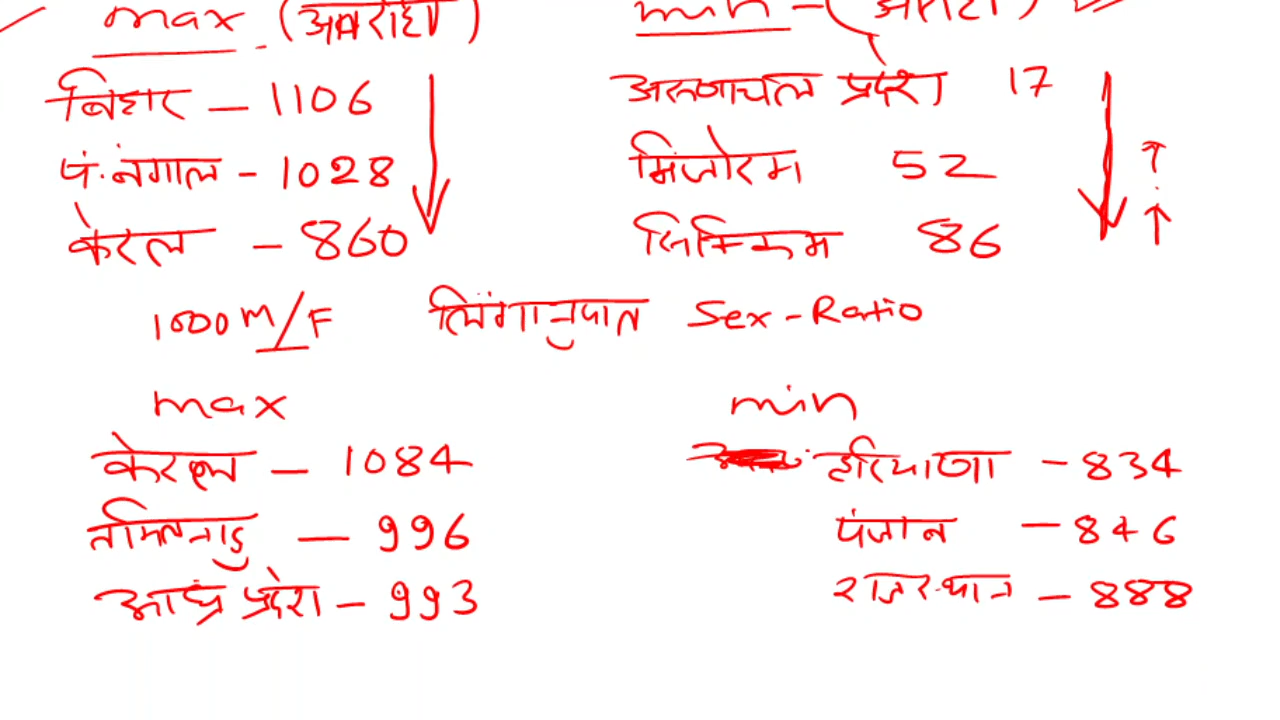 max (अवरोही) min - (
बिहार - 1106 अरुणाचल प्रदेश 17
पं. बंगाल - 1028 मिजोरम 52
केरल - 860 सिक्किम 86
1000 M/F लिंगानुपात Sex-Ratio
max min
केरल - 1084 हरियाणा - 834
तमिलनाडु - 996 पंजाब - 846
आंध्र प्रदेश - 993 राजस्थान - 888